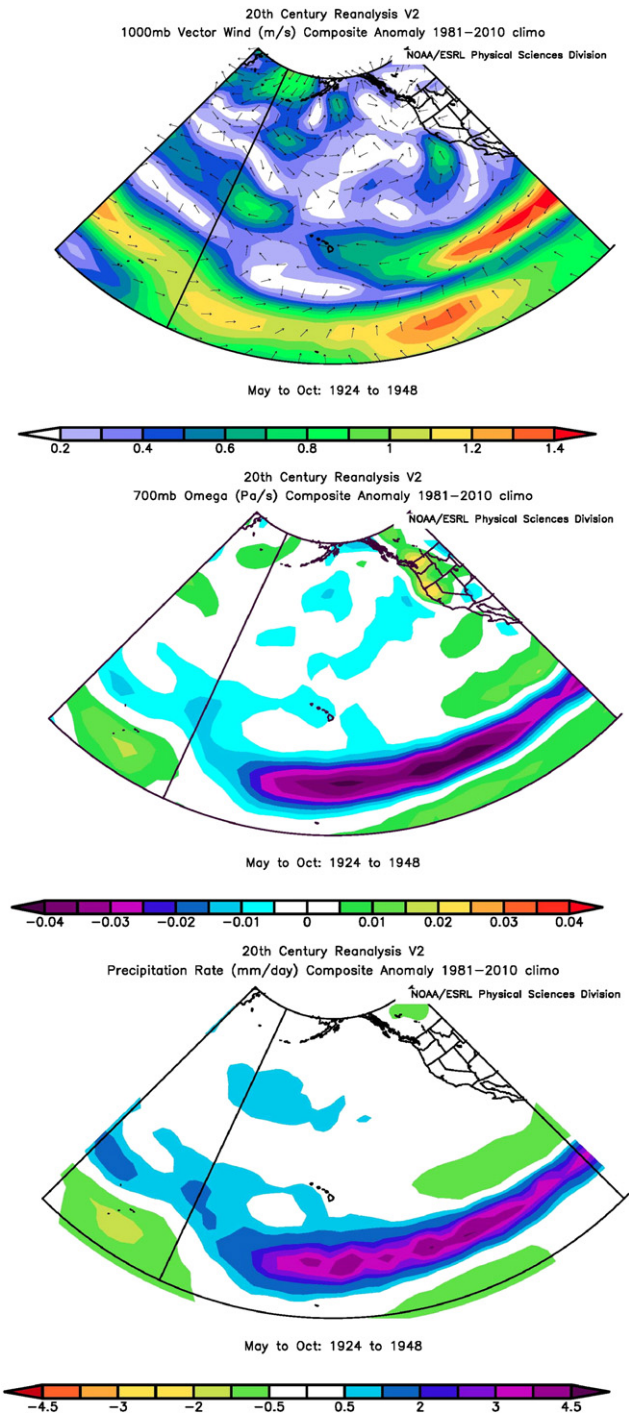 20th Century Reanalysis V2
1000mb Vector Wind (m/s) Composite Anomaly 1981-2010 climo
NOAA/ESRL Physical Sciences Division
May to Oct: 1924 to 1948
0.2 0.4 0.6 0.8 1 1.2 1.4
20th Century Reanalysis V2
700mb Omega (Pa/s) Composite Anomaly 1981-2010 climo
NOAA/ESRL Physical Sciences Division
May to Oct: 1924 to 1948
-0.04 -0.03 -0.02 -0.01 0 0.01 0.02 0.03 0.04
20th Century Reanalysis V2
Precipitation Rate (mm/day) Composite Anomaly 1981-2010 climo
NOAA/ESRL Physical Sciences Division
May to Oct: 1924 to 1948
-4.5 -3 -2 -0.5 0.5 2 3 4.5